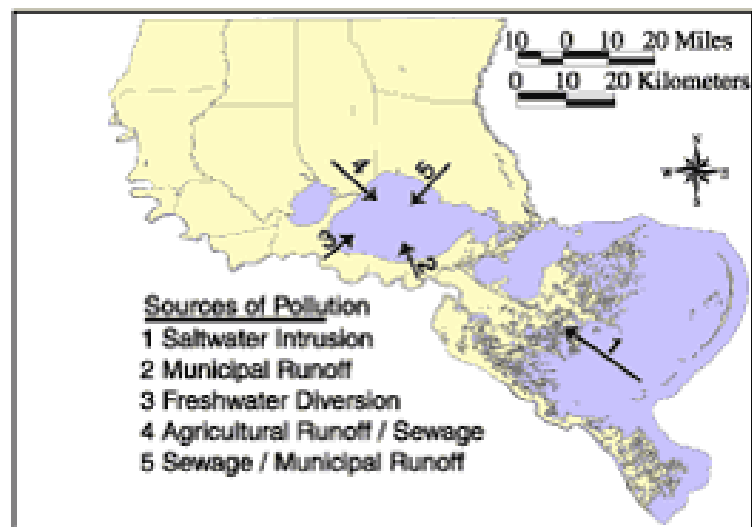 10 0 10 20 Miles
0 10 20 Kilometers
N
W E
S
4
5
3
2
1
Sources of Pollution
1 Saltwater Intrusion
2 Municipal Runoff
3 Freshwater Diversion
4 Agricultural Runoff / Sewage
5 Sewage / Municipal Runoff